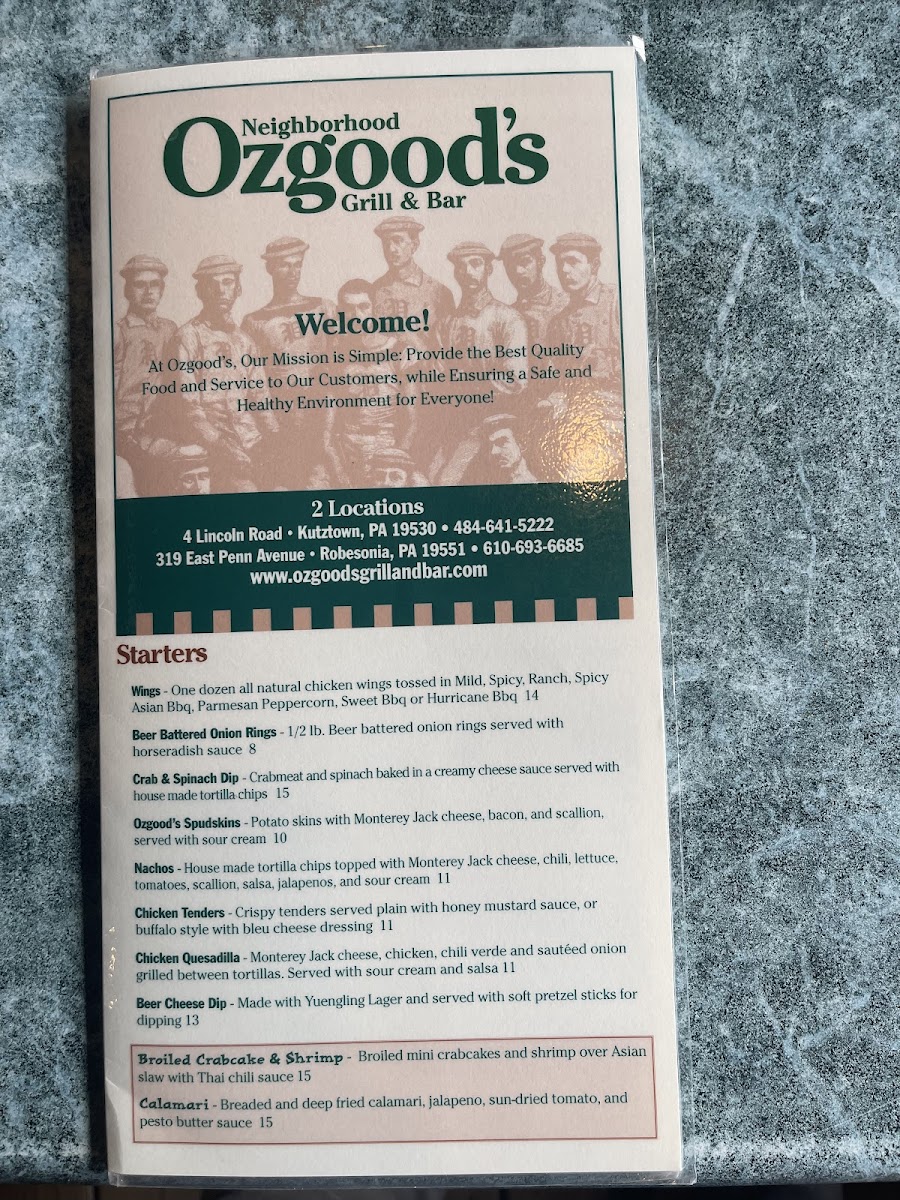 Neighborhood
Ozgood's
Grill & Bar
Welcome!
At Ozgood's, Our Mission is Simple: Provide the Best Quality
Food and Service to Our Customers, while Ensuring a Safe and
Healthy Environment for Everyone!
2 Locations
4 Lincoln Road • Kutztown, PA 19530 • 484-641-5222
319 East Penn Avenue • Robesonia, PA 19551 • 610-693-6685
www.ozgoodsgrillandbar.com
Starters
Wings - One dozen all natural chicken wings tossed in Mild, Spicy, Ranch, Spicy
Asian Bbq, Parmesan Peppercorn, Sweet Bbq or Hurricane Bbq 14
Beer Battered Onion Rings - 1/2 lb. Beer battered onion rings served with
horseradish sauce 8
Crab & Spinach Dip - Crabmeat and spinach baked in a creamy cheese sauce served with
house made tortilla chips 15
Ozgood's Spudskins - Potato skins with Monterey Jack cheese, bacon, and scallion,
served with sour cream 10
Nachos - House made tortilla chips topped with Monterey Jack cheese, chili, lettuce,
tomatoes, scallion, salsa, jalapenos, and sour cream 11
Chicken Tenders - Crispy tenders served plain with honey mustard sauce, or
buffalo style with bleu cheese dressing 11
Chicken Quesadilla - Monterey Jack cheese, chicken, chili verde and sautéed onion
grilled between tortillas. Served with sour cream and salsa 11
Beer Cheese Dip - Made with Yuengling Lager and served with soft pretzel sticks for
dipping 13
Broiled Crabcake & Shrimp - Broiled mini crabcakes and shrimp over Asian
slaw with Thai chili sauce 15
Calamari - Breaded and deep fried calamari, jalapeno, sun-dried tomato, and
pesto butter sauce 15